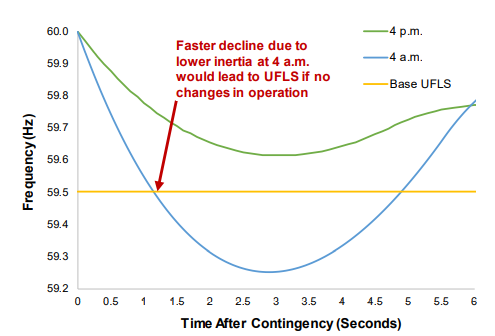 60.0
59.9
59.8
59.7
59.6
59.5
59.4
59.3
59.2
Frequency (Hz)
Faster decline due to
lower inertia at 4 a.m.
would lead to UFLS if no
changes in operation
4 p.m.
4 a.m.
Base UFLS
0 0.5 1 1.5 2 2.5 3 3.5 4 4.5 5 5.5 6
Time After Contingency (Seconds)